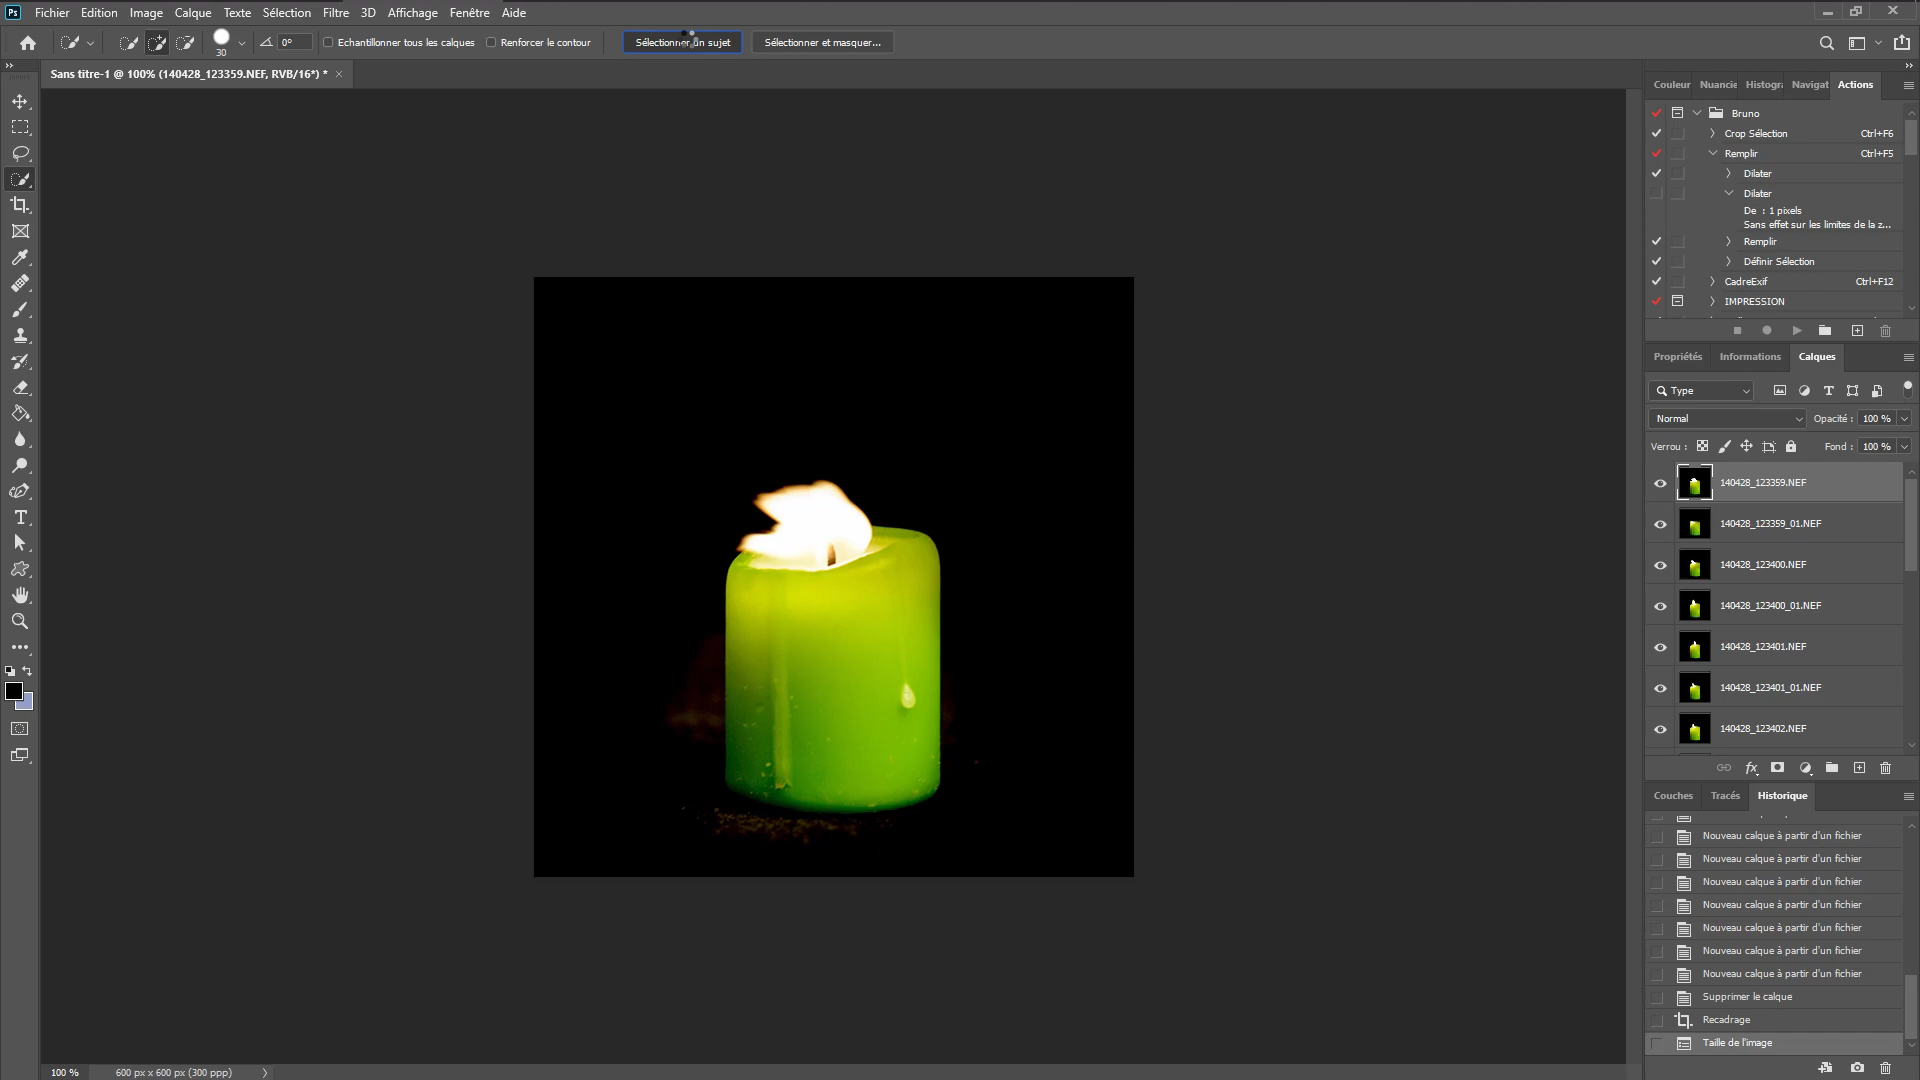 Ps Fichier Edition Image Calque Texte Sélection Filtre 3D Affichage Fenêtre Aide
30 0° Echantillonner tous les calques Renforcer le contour Sélectionner un sujet Sélectionner et masquer...
Sans titre-1 @ 100% (140428_123359.NEF, RVB/16*) *
Couleur Nuancie Histogra Navigat Actions
Bruno
Crop Sélection Ctrl+F6
Remplir Ctrl+F5
Dilater
Dilater
De : 1 pixels
Sans effet sur les limites de la z...
Remplir
Définir Sélection
CadreExif Ctrl+F12
IMPRESSION
Propriétés Informations Calques
Type
Normal Opacité : 100 %
Verrou : Fond : 100 %
140428_123359.NEF
140428_123359_01.NEF
140428_123400.NEF
140428_123400_01.NEF
140428_123401.NEF
140428_123401_01.NEF
140428_123402.NEF
fx
Couches Tracés Historique
Nouveau calque à partir d'un fichier
Nouveau calque à partir d'un fichier
Nouveau calque à partir d'un fichier
Nouveau calque à partir d'un fichier
Nouveau calque à partir d'un fichier
Nouveau calque à partir d'un fichier
Nouveau calque à partir d'un fichier
Supprimer le calque
Recadrage
Taille de l'image
100 % 600 px x 600 px (300 ppp)